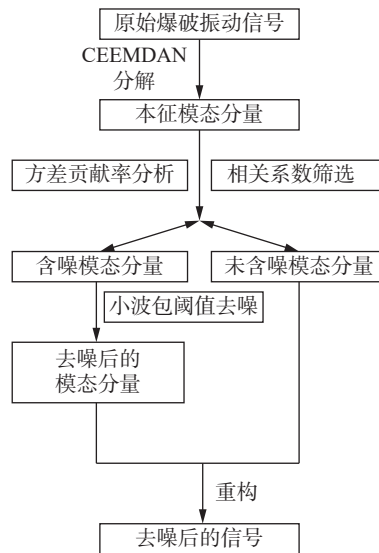 原始爆破振动信号
CEEMDAN
分解
本征模态分量
方差贡献率分析
相关系数筛选
含噪模态分量
未含噪模态分量
小波包阈值去噪
去噪后的
模态分量
重构
去噪后的信号